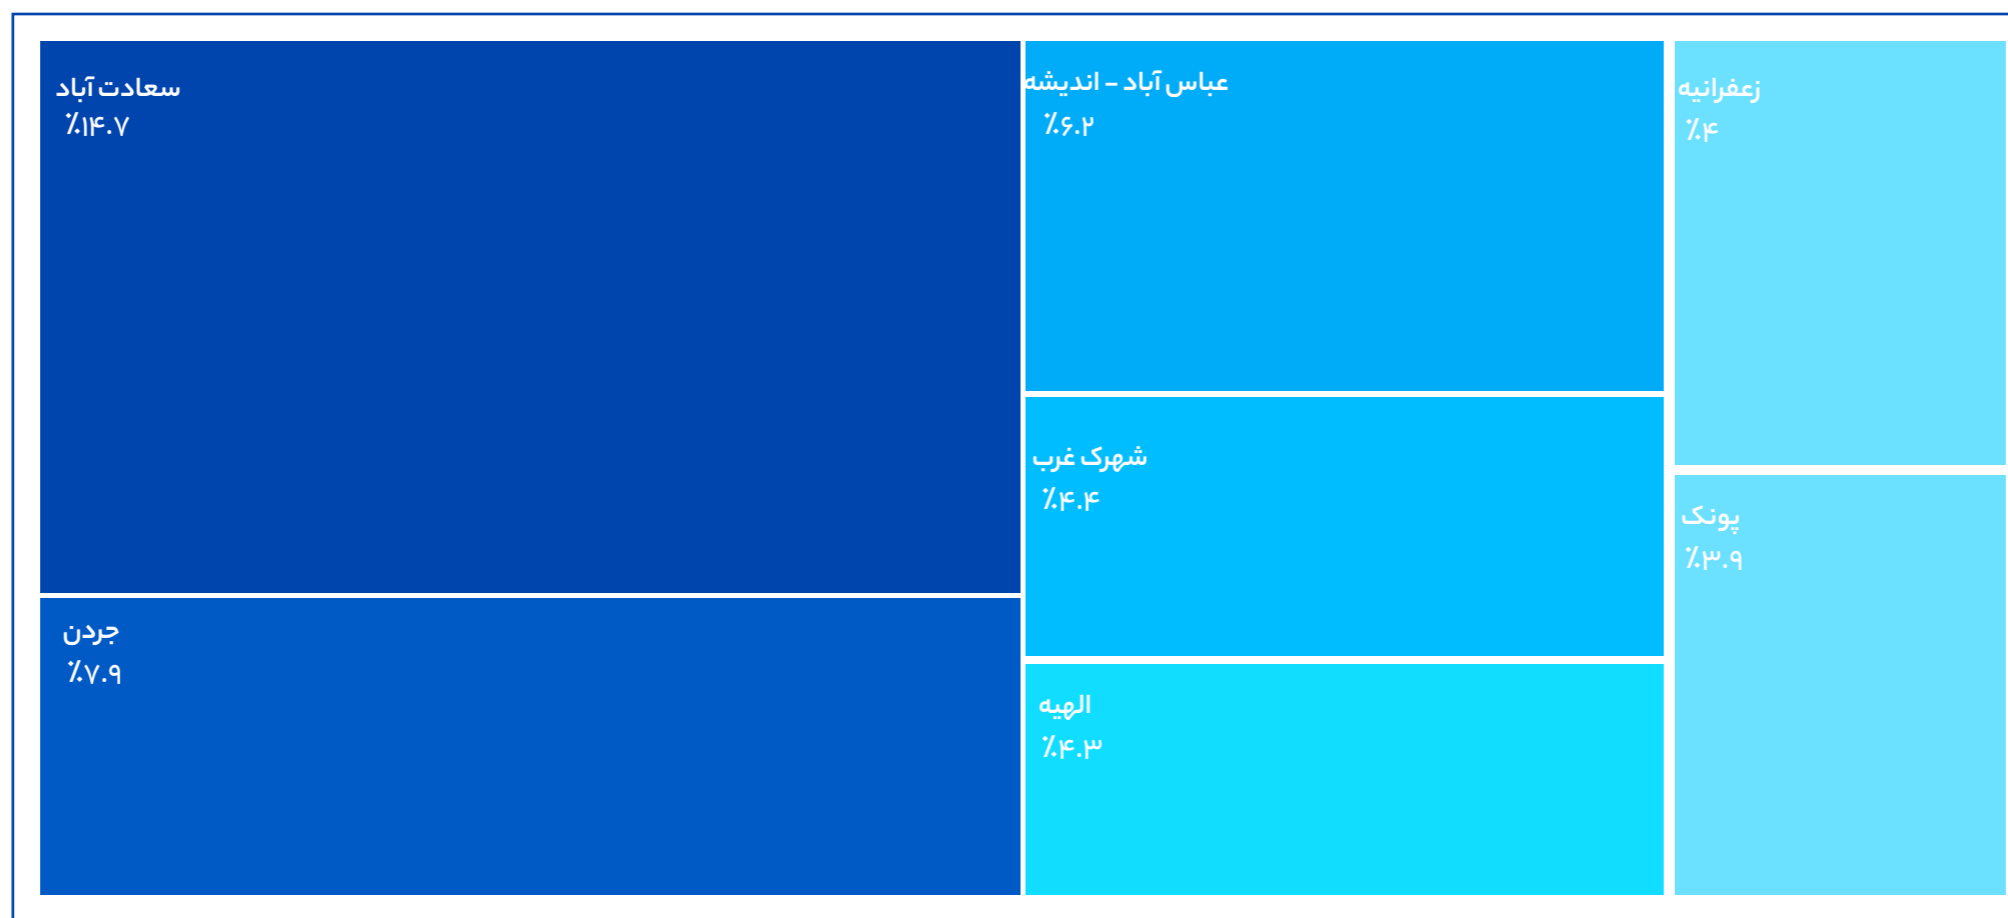 سعادت آباد
٪۱۴.۷
جردن
٪۷.۹
عباس آباد - اندیشه
٪۶.۲
شهرک غرب
٪۴.۴
الهیه
٪۴.۳
زعفرانیه
٪۴
پونک
٪۳.۹